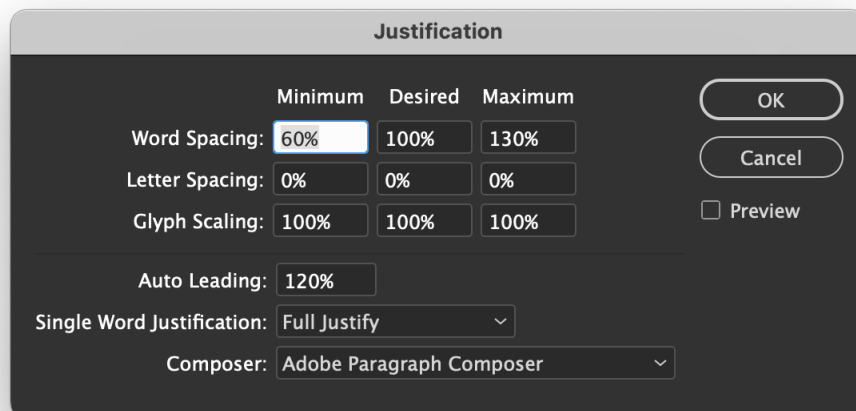 Justification
Minimum Desired Maximum
Word Spacing: 60% 100% 130%
Letter Spacing: 0% 0% 0%
Glyph Scaling: 100% 100% 100%
Auto Leading: 120%
Single Word Justification: Full Justify
Composer: Adobe Paragraph Composer
OK
Cancel
Preview